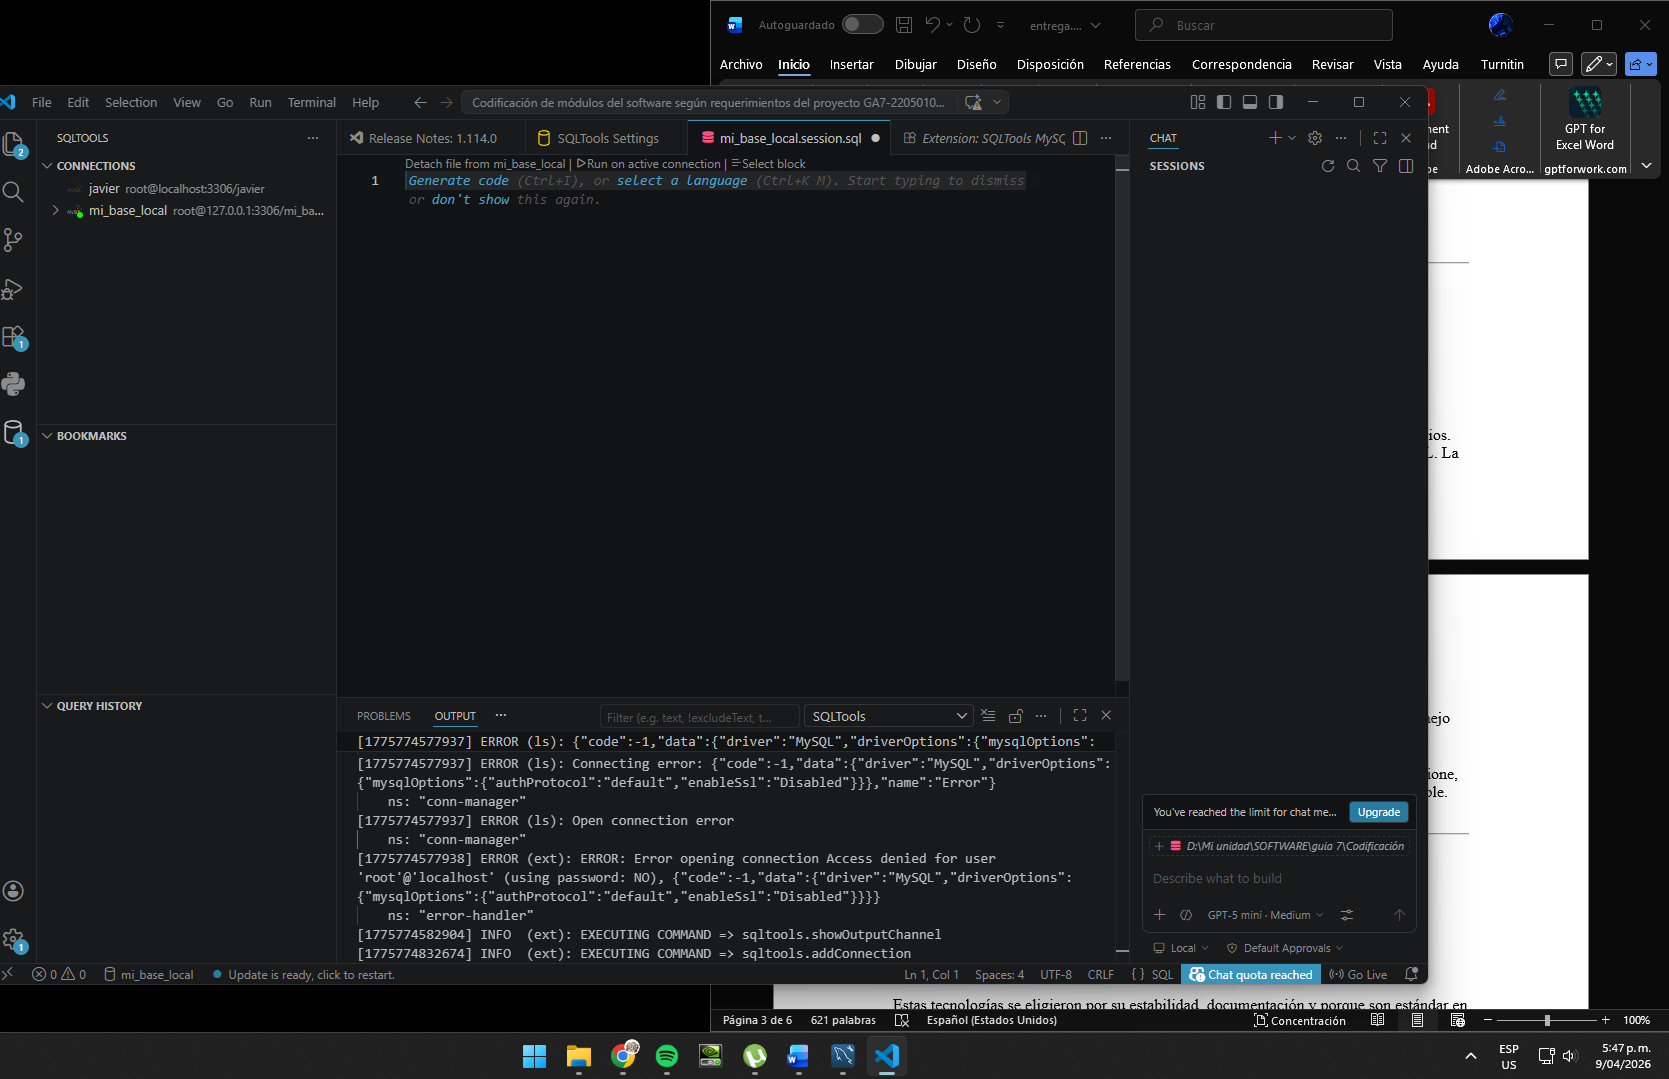 Autoguardado
entrega....
Buscar
Archivo Inicio Insertar Dibujar Diseño Disposición Referencias Correspondencia Revisar Vista Ayuda Turnitin
File Edit Selection View Go Run Terminal Help
Codificación de módulos del software según requerimientos del proyecto GA7-2205010...
ment
GPT for
Excel Word
Adobe Acro...
gptforwork.com
SQLTOOLS
Release Notes: 1.114.0
SQLTools Settings
mi_base_local.session.sql
Extension: SQLTools MySQ
CHAT
CONNECTIONS
SESSIONS
Detach file from mi_base_local | Run on active connection | Select block
1
Generate code (Ctrl+I), or select a language (Ctrl+K M). Start typing to dismiss
or don't show this again.
javier root@localhost:3306/javier
mi_base_local root@127.0.0.1:3306/mi_ba...
2
1
1
1
BOOKMARKS
ios.
L. La
QUERY HISTORY
PROBLEMS OUTPUT
Filter (e.g. text, !excludeText, t...
SQLTools
[1775774577937] ERROR (ls): {"code":-1,"data":{"driver":"MySQL","driverOptions":{"mysqlOptions":
[1775774577937] ERROR (ls): Connecting error: {"code":-1,"data":{"driver":"MySQL","driverOptions":
{"mysqlOptions":{"authProtocol":"default","enableSsl":"Disabled"}}},"name":"Error"}
ns: "conn-manager"
[1775774577937] ERROR (ls): Open connection error
ns: "conn-manager"
[1775774577938] ERROR (ext): ERROR: Error opening connection Access denied for user
'root'@'localhost' (using password: NO), {"code":-1,"data":{"driver":"MySQL","driverOptions":
{"mysqlOptions":{"authProtocol":"default","enableSsl":"Disabled"}}}}
ns: "error-handler"
[1775774582904] INFO (ext): EXECUTING COMMAND => sqltools.showOutputChannel
[1775774832674] INFO (ext): EXECUTING COMMAND => sqltools.addConnection
nejo
ione,
ble.
You've reached the limit for chat me...
Upgrade
D:\Mi unidad\SOFTWARE\guia 7\Codificación
Describe what to build
GPT-5 mini · Medium
Local
Default Approvals
0 0 mi_base_local Update is ready, click to restart.
Ln 1, Col 1 Spaces: 4 UTF-8 CRLF { } SQL Chat quota reached Go Live
Estas tecnologías se eligieron por su estabilidad, documentación y porque son estándar en
Página 3 de 6 621 palabras Español (Estados Unidos) Concentración 100%
ESP
US
5:47 p. m.
9/04/2026